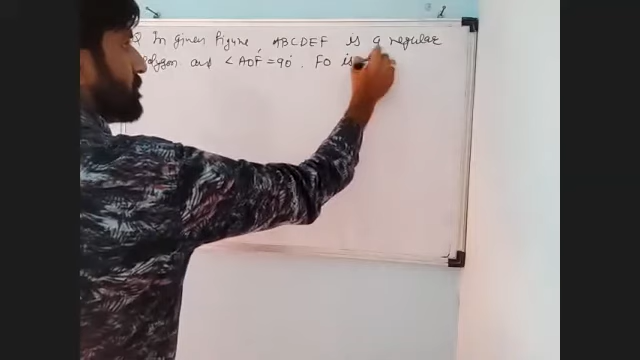 Q In given figure, ABCDEF is a regular
polygon and ∠AOF = 90°. FO is